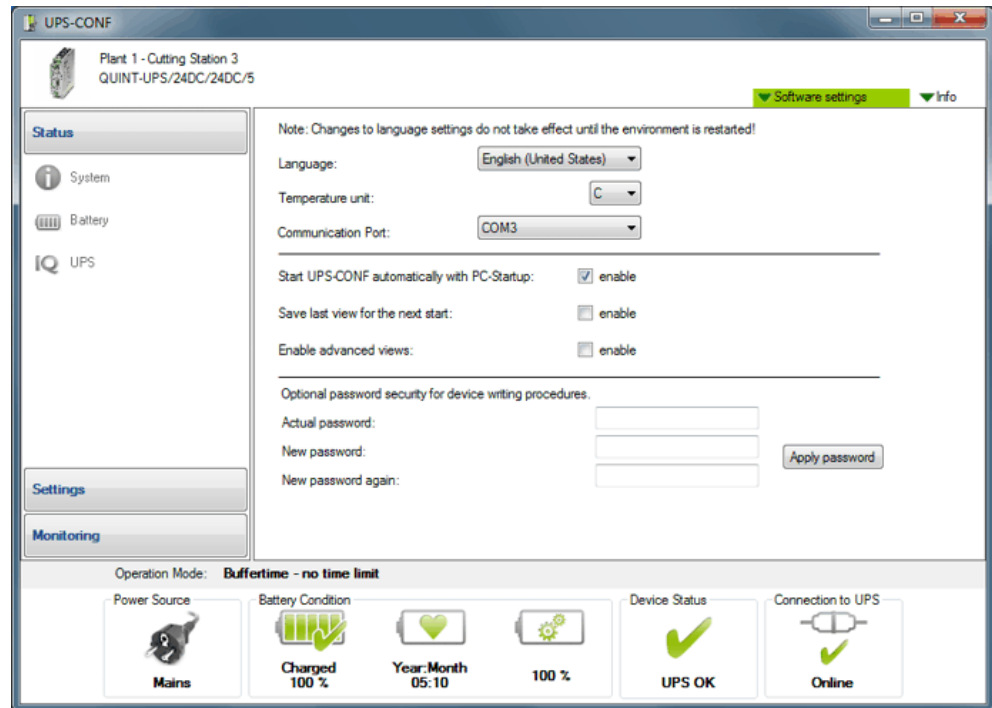 UPS-CONF
Plant 1 - Cutting Station 3
QUINT-UPS/24DC/24DC/5
Software settings
Info
Status
System
Battery
IQ UPS
Settings
Monitoring
Note: Changes to language settings do not take effect until the environment is restarted!
Language: English (United States)
Temperature unit: C
Communication Port: COM3
Start UPS-CONF automatically with PC-Startup: enable
Save last view for the next start: enable
Enable advanced views: enable
Optional password security for device writing procedures.
Actual password:
New password:
Apply password
New password again:
Operation Mode: Buffertime - no time limit
Power Source
Mains
Battery Condition
Charged
100 %
Year:Month
05:10
100 %
Device Status
UPS OK
Connection to UPS
Online